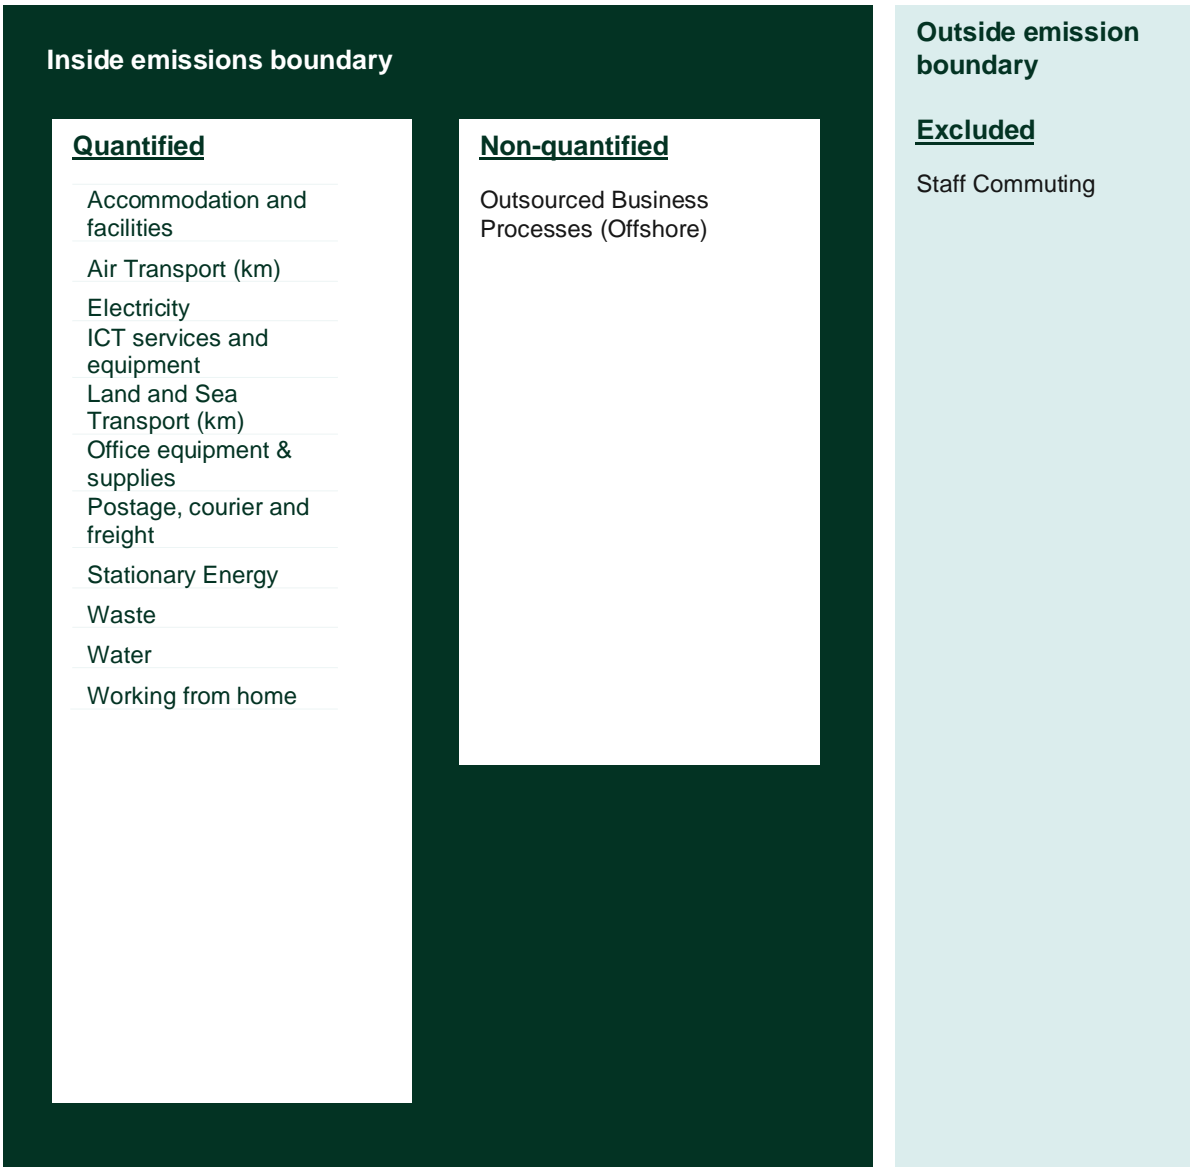 Inside emissions boundary
Quantified
Accommodation and
facilities
Air Transport (km)
Electricity
ICT services and
equipment
Land and Sea
Transport (km)
Office equipment &
supplies
Postage, courier and
freight
Stationary Energy
Waste
Water
Working from home
Non-quantified
Outsourced Business
Processes (Offshore)
Outside emission
boundary
Excluded
Staff Commuting